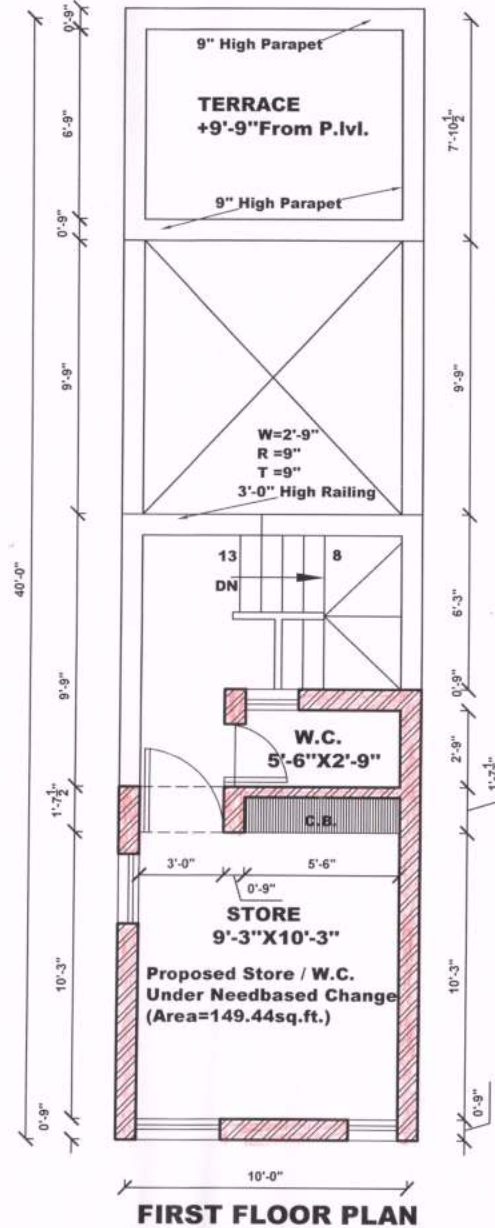 0'-9"
9" High Parapet
TERRACE
+9'-9"From P.lvl.
6'-9"
7'-10½"
9" High Parapet
0'-9"
9'-9"
9'-9"
W=2'-9"
R =9"
T =9"
3'-0" High Railing
40'-0"
13
8
DN
6'-3"
9'-9"
0'-9"
W.C.
5'-6"X2'-9"
2'-9"
1'-7½"
1'-7½"
C.B.
3'-0"
5'-6"
0'-9"
STORE
9'-3"X10'-3"
Proposed Store / W.C.
Under Needbased Change
(Area=149.44sq.ft.)
10'-3"
10'-3"
0'-9"
0'-9"
10'-0"
FIRST FLOOR PLAN